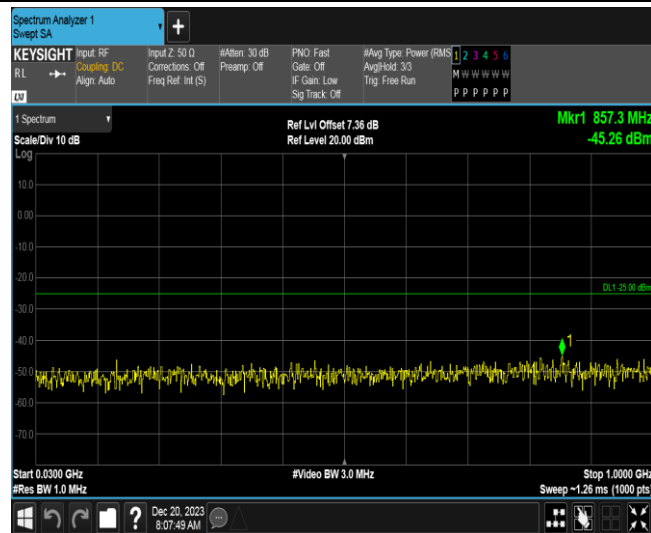 Spectrum Analyzer 1
Swept SA
+
KEYSIGHT
RL
LXI
Input: RF
Coupling: DC
Align: Auto
Input Z: 50 Ω
Corrections: Off
Freq Ref: Int (S)
#Atten: 30 dB
Preamp: Off
PNO: Fast
Gate: Off
IF Gain: Low
Sig Track: Off
#Avg Type: Power (RMS
Avg|Hold: 3/3
Trig: Free Run
1 2 3 4 5 6
M W W W W W
P P P P P P
1 Spectrum
Scale/Div 10 dB
Log
Ref Lvl Offset 7.36 dB
Ref Level 20.00 dBm
Mkr1 857.3 MHz
-45.26 dBm
10.0
0.00
-10.0
-20.0
DL1 -25.00 dBm
-30.0
-40.0
1
-50.0
-60.0
-70.0
Start 0.0300 GHz
#Res BW 1.0 MHz
#Video BW 3.0 MHz
Stop 1.0000 GHz
Sweep ~1.26 ms (1000 pts)
?
Dec 20, 2023
8:07:49 AM